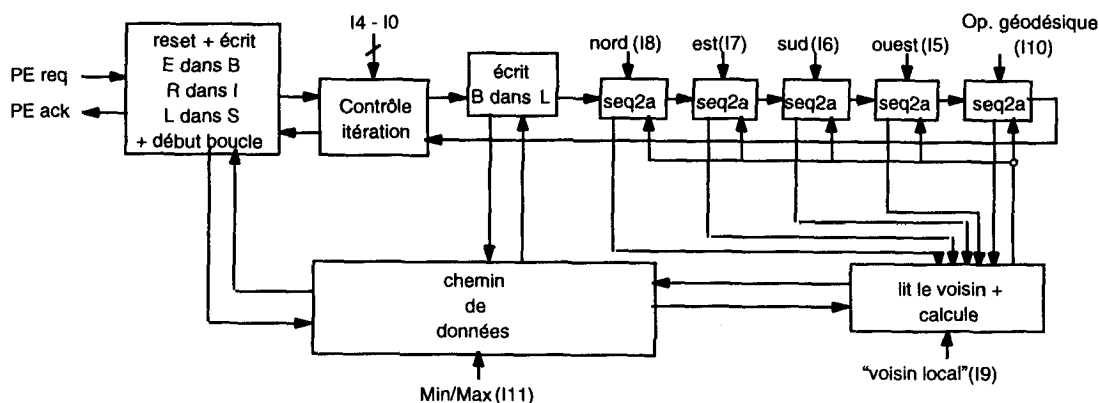 I4 - I0
Op. géodésique
(I10)
nord (I8)
est (I7)
sud (I6)
ouest (I5)
PE req
PE ack
reset + écrit
E dans B
R dans I
L dans S
+ début boucle
Contrôle
itération
écrit
B dans L
seq2a
seq2a
seq2a
seq2a
seq2a
chemin
de
données
lit le voisin +
calcule
Min/Max (I11)
"voisin local" (I9)